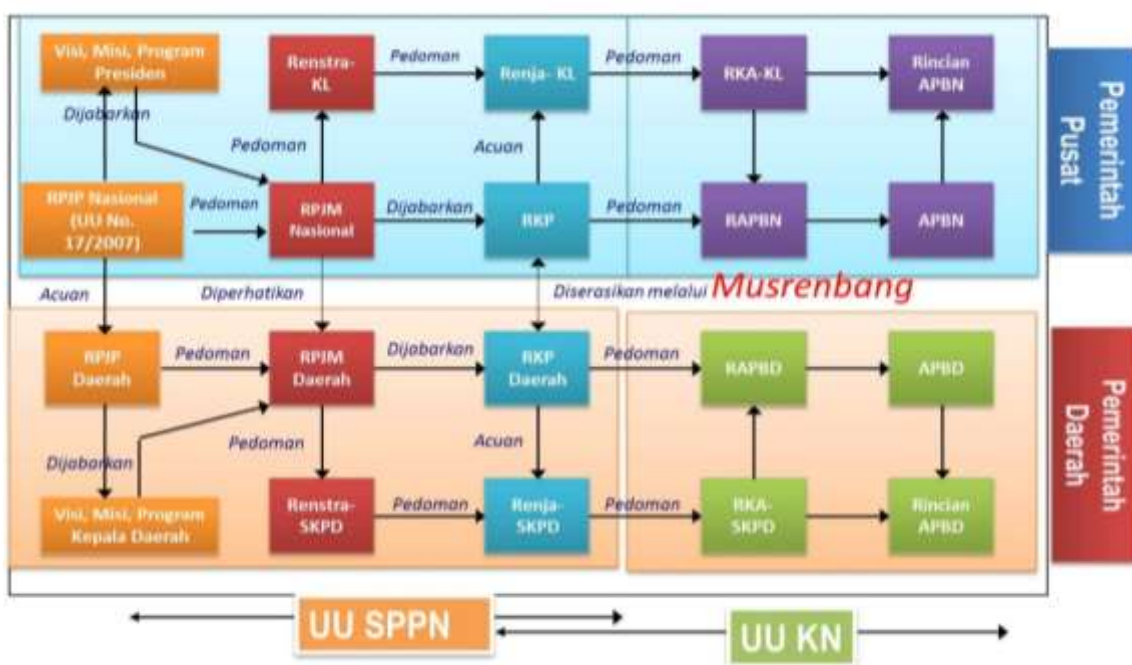 Visi, Misi, Program
Presiden
Renstra-
KL
Pedoman
Renja- KL
Pedoman
RKA-KL
Rincian
APBN
Dijabarkan
Pedoman
Acuan
RPJP Nasional
(UU No.
17/2007)
Pedoman
RPJM
Nasional
Dijabarkan
RKP
Pedoman
RAPBN
APBN
Pemerintah
Pusat
Acuan
Diperhatikan
Diserasikan melalui Musrenbang
RPJP
Daerah
Pedoman
RPJM
Daerah
Dijabarkan
RKP
Daerah
Pedoman
RAPBD
APBD
Dijabarkan
Pedoman
Acuan
Visi, Misi, Program
Kepala Daerah
Renstra-
SKPD
Pedoman
Renja-
SKPD
Pedoman
RKA-
SKPD
Rincian
APBD
Pemerintah
Daerah
UU SPPN
UU KN